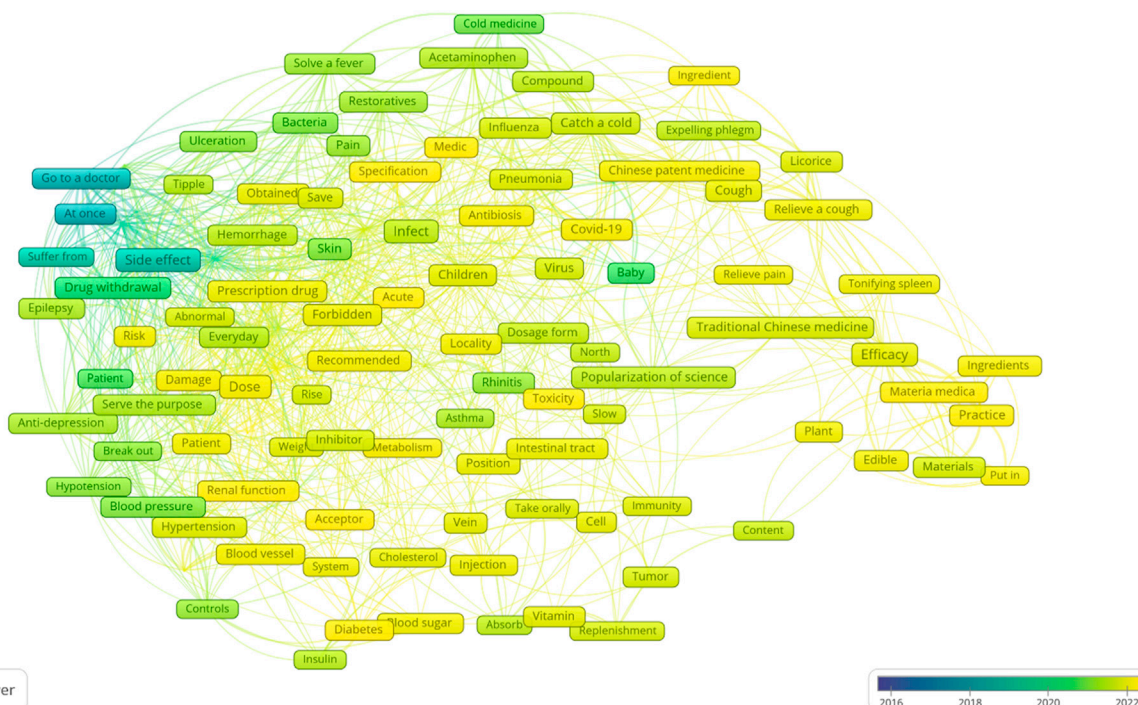 Cold medicine
Solve a fever
Acetaminophen
Compound
Ingredient
Restoratives
Bacteria
Influenza
Catch a cold
Expelling phlegm
Ulceration
Pain
Medic
Licorice
Specification
Chinese patent medicine
Go to a doctor
Tipple
Pneumonia
Cough
Obtained
Save
At once
Antibiosis
Relieve a cough
Hemorrhage
Infect
Covid-19
Skin
Suffer from
Side effect
Virus
Baby
Children
Relieve pain
Tonifying spleen
Drug withdrawal
Prescription drug
Acute
Epilepsy
Abnormal
Forbidden
Traditional Chinese medicine
Risk
Everyday
Dosage form
Locality
North
Efficacy
Recommended
Ingredients
Patient
Damage
Dose
Rhinitis
Popularization of science
Materia medica
Rise
Toxicity
Serve the purpose
Slow
Practice
Anti-depression
Asthma
Plant
Patient
Inhibitor
Break out
Metabolism
Intestinal tract
Position
Edible
Materials
Put in
Hypotension
Renal function
Blood pressure
Take orally
Immunity
Hypertension
Acceptor
Vein
Cell
Content
Blood vessel
System
Cholesterol
Injection
Tumor
Controls
Vitamin
Diabetes
Blood sugar
Absorb
Replenishment
Insulin
er
2016
2018
2020
2022